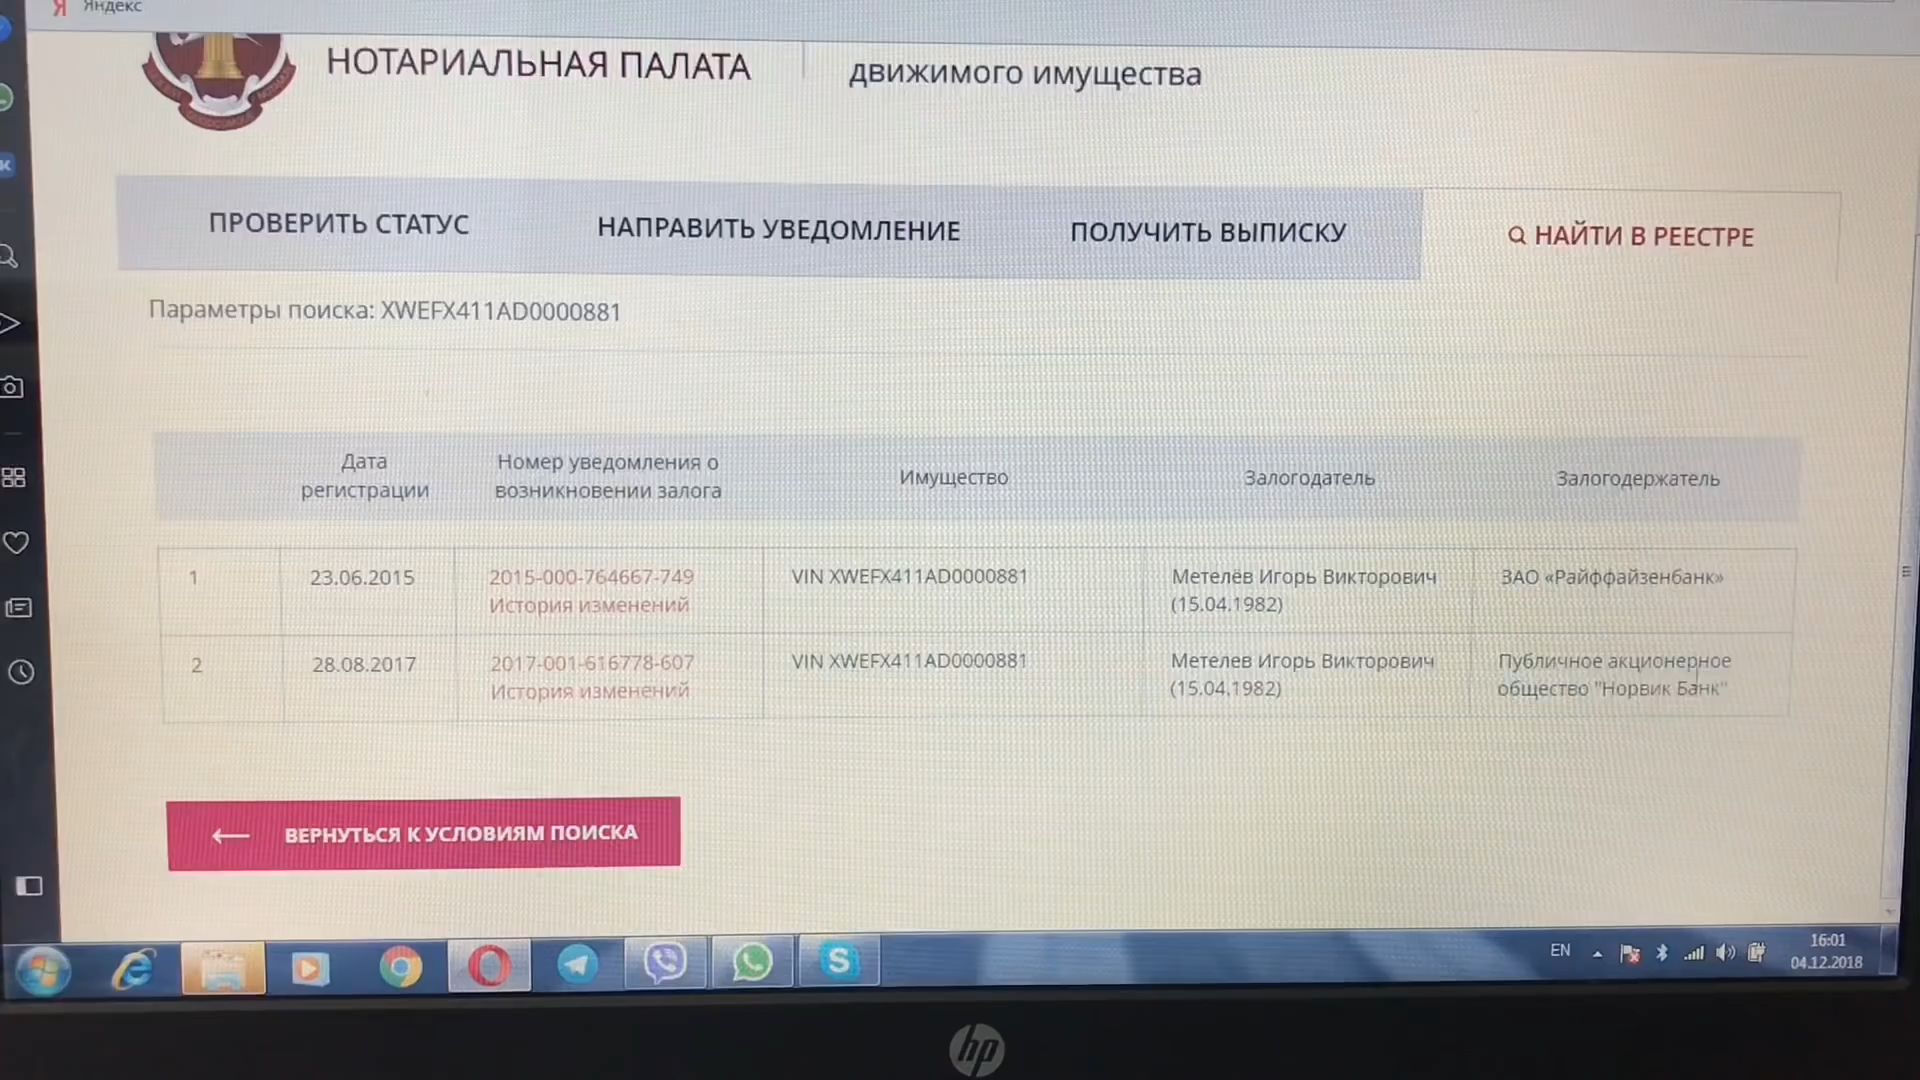 Яндекс
НОТАРИАЛЬНАЯ ПАЛАТА
движимого имущества
ПРОВЕРИТЬ СТАТУС
НАПРАВИТЬ УВЕДОМЛЕНИЕ
ПОЛУЧИТЬ ВЫПИСКУ
НАЙТИ В РЕЕСТРЕ
Параметры поиска: XWEFX411AD0000881
Дата
регистрации
Номер уведомления о
возникновении залога
Имущество
Залогодатель
Залогодержатель
1
23.06.2015
2015-000-764667-749
История изменений
VIN XWEFX411AD0000881
Метелёв Игорь Викторович
(15.04.1982)
ЗАО «Райффайзенбанк»
2
28.08.2017
2017-001-616778-607
История изменений
VIN XWEFX411AD0000881
Метелев Игорь Викторович
(15.04.1982)
Публичное акционерное
общество "Норвик Банк"
ВЕРНУТЬСЯ К УСЛОВИЯМ ПОИСКА
EN
16:01
04.12.2018
hp